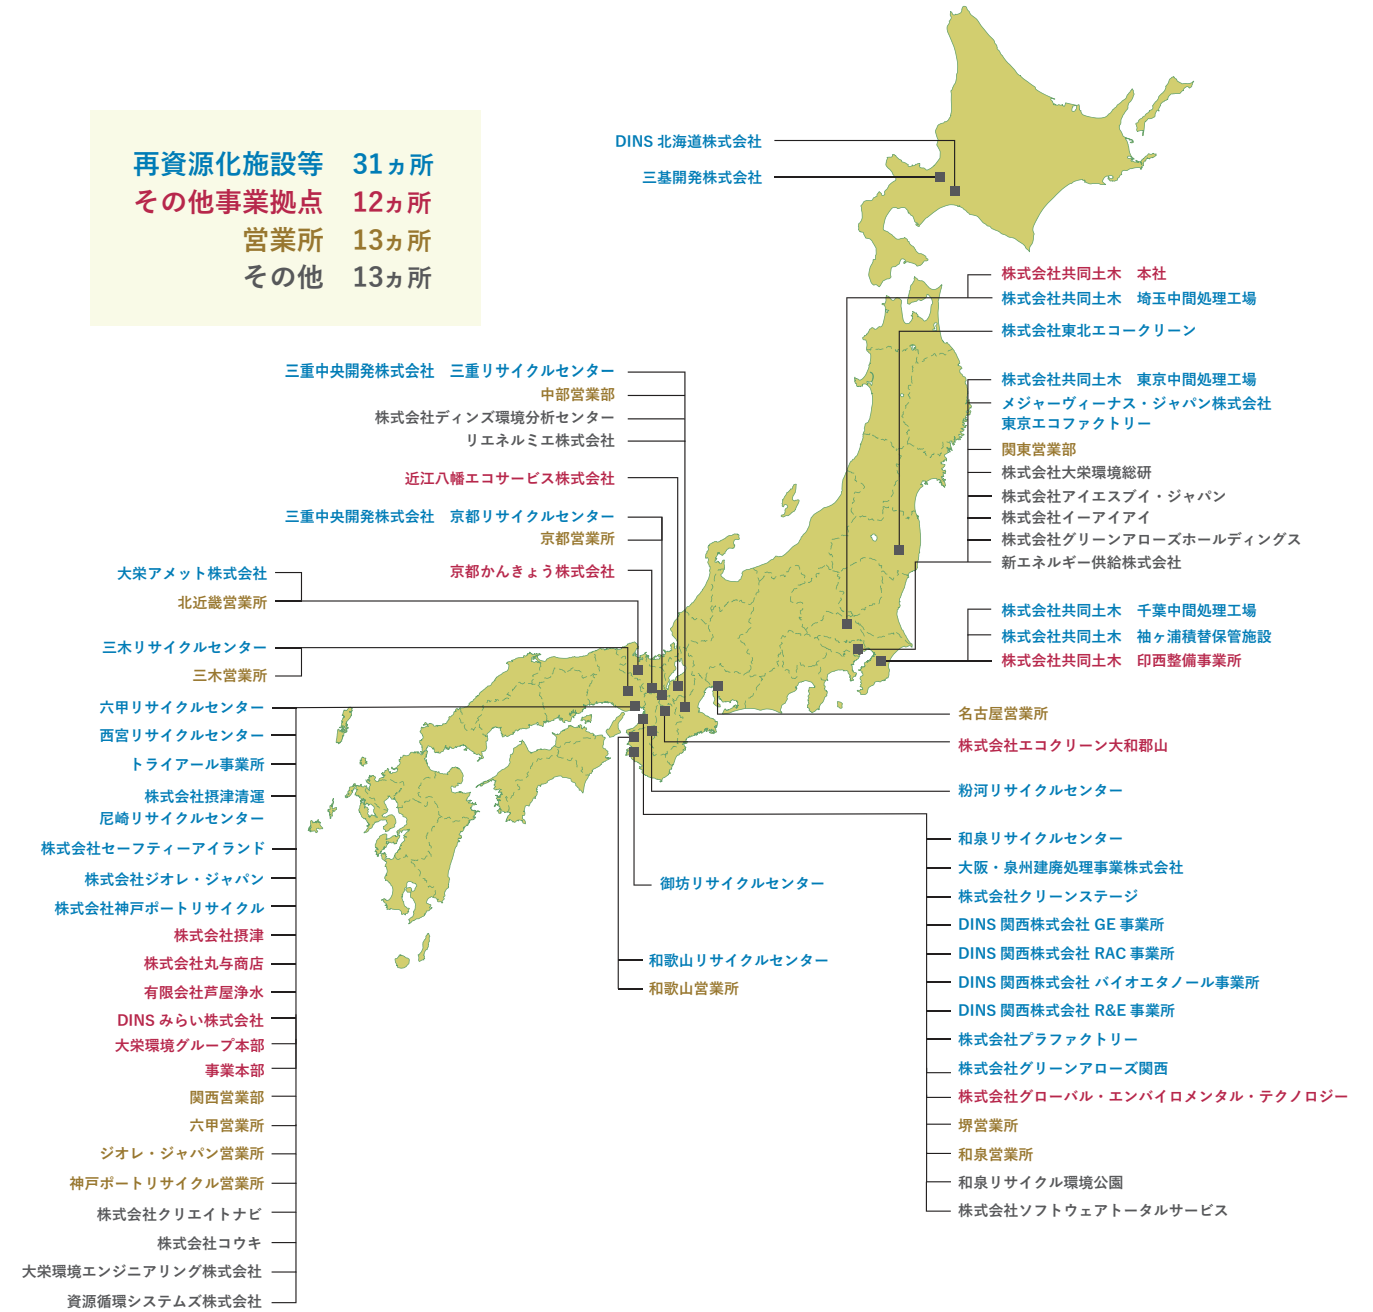 再資源化施設等 31ヵ所
その他事業拠点 12ヵ所
営業所 13ヵ所
その他 13ヵ所
DINS 北海道株式会社
三基開発株式会社
株式会社共同土木 本社
株式会社共同土木 埼玉中間処理工場
株式会社東北エコークリーン
株式会社共同土木 東京中間処理工場
メジャーヴィーナス・ジャパン株式会社
東京エコファクトリー
関東営業部
株式会社大栄環境総研
株式会社アイエスブイ・ジャパン
株式会社イーアイアイ
株式会社グリーンアローズホールディングス
新エネルギー供給株式会社
株式会社共同土木 千葉中間処理工場
株式会社共同土木 袖ヶ浦積替保管施設
株式会社共同土木 印西整備事業所
三重中央開発株式会社 三重リサイクルセンター
中部営業部
株式会社ディンズ環境分析センター
リエネルミエ株式会社
近江八幡エコサービス株式会社
三重中央開発株式会社 京都リサイクルセンター
京都営業所
京都かんきょう株式会社
大栄アメット株式会社
北近畿営業所
三木リサイクルセンター
三木営業所
六甲リサイクルセンター
西宮リサイクルセンター
トライアール事業所
株式会社摂津清運
尼崎リサイクルセンター
株式会社セーフティーアイランド
株式会社ジオレ・ジャパン
株式会社神戸ポートリサイクル
株式会社摂津
株式会社丸与商店
有限会社芦屋浄水
DINS みらい株式会社
大栄環境グループ本部
事業本部
関西営業部
六甲営業所
ジオレ・ジャパン営業所
神戸ポートリサイクル営業所
株式会社クリエイトナビ
株式会社コウキ
大栄環境エンジニアリング株式会社
資源循環システムズ株式会社
御坊リサイクルセンター
和歌山リサイクルセンター
和歌山営業所
名古屋営業所
株式会社エコクリーン大和郡山
粉河リサイクルセンター
和泉リサイクルセンター
大阪・泉州建廃処理事業株式会社
株式会社クリーンステージ
DINS 関西株式会社 GE 事業所
DINS 関西株式会社 RAC 事業所
DINS 関西株式会社 バイオエタノール事業所
DINS 関西株式会社 R&E 事業所
株式会社プラファクトリー
株式会社グリーンアローズ関西
株式会社グローバル・エンバイロメンタル・テクノロジー
堺営業所
和泉営業所
和泉リサイクル環境公園
株式会社ソフトウェアトータルサービス